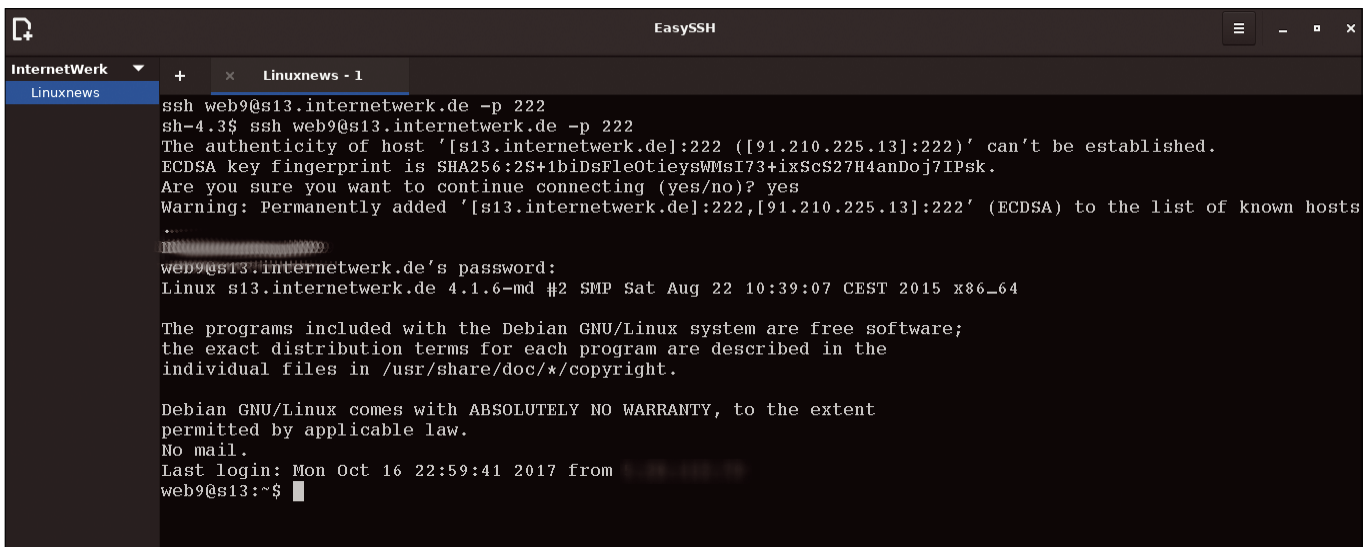 EasySSH
InternetWerk
Linuxnews
+ × Linuxnews - 1
ssh web9@s13.internetwerk.de -p 222
sh-4.3$ ssh web9@s13.internetwerk.de -p 222
The authenticity of host '[s13.internetwerk.de]:222 ([91.210.225.13]:222)' can't be established.
ECDSA key fingerprint is SHA256:2S+1biDsFleOtieysWMsI73+ixScS27H4anDoj7IPsk.
Are you sure you want to continue connecting (yes/no)? yes
Warning: Permanently added '[s13.internetwerk.de]:222,[91.210.225.13]:222' (ECDSA) to the list of known hosts
.
web9@s13.internetwerk.de's password:
Linux s13.internetwerk.de 4.1.6-md #2 SMP Sat Aug 22 10:39:07 CEST 2015 x86_64
The programs included with the Debian GNU/Linux system are free software;
the exact distribution terms for each program are described in the
individual files in /usr/share/doc/*/copyright.
Debian GNU/Linux comes with ABSOLUTELY NO WARRANTY, to the extent
permitted by applicable law.
No mail.
Last login: Mon Oct 16 22:59:41 2017 from
web9@s13:~$